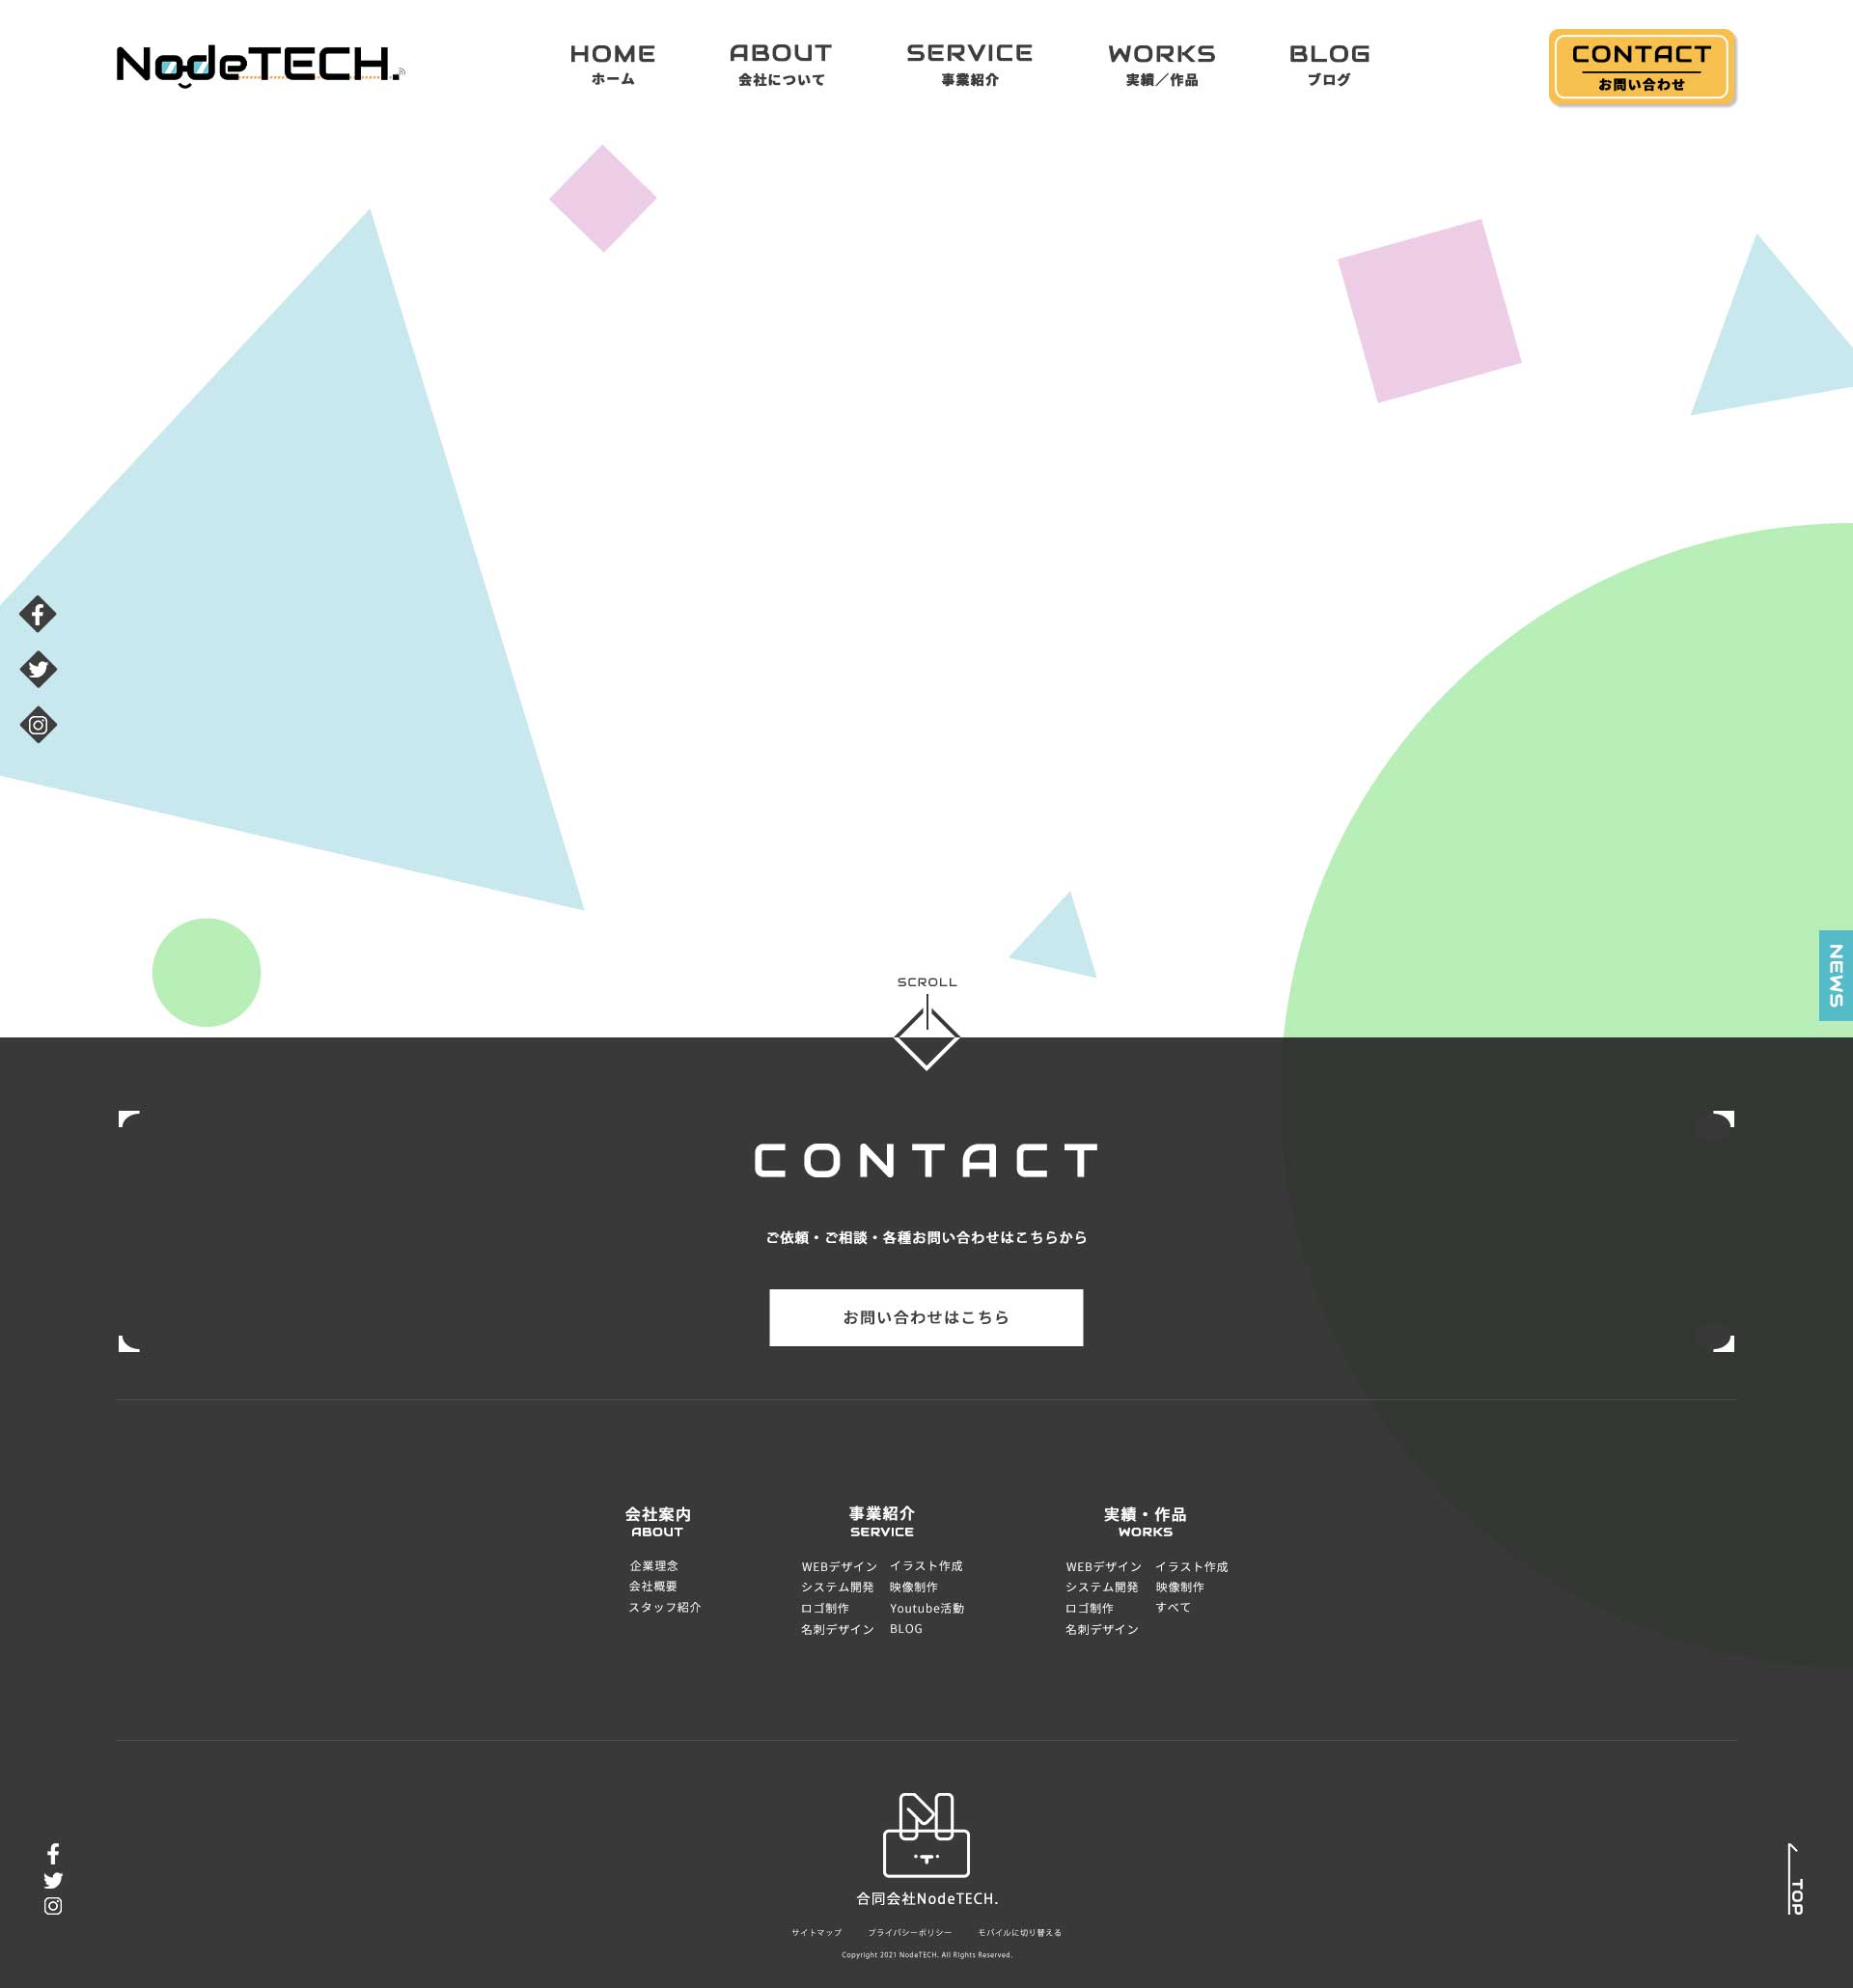 NodeTECH.
HOME
ホーム
ABOUT
会社について
SERVICE
事業紹介
WORKS
実績／作品
BLOG
ブログ
CONTACT
お問い合わせ
NEWS
SCROLL
CONTACT
ご依頼・ご相談・各種お問い合わせはこちらから
お問い合わせはこちら
会社案内
ABOUT
企業理念
会社概要
スタッフ紹介
事業紹介
SERVICE
WEBデザイン イラスト作成
システム開発 映像制作
ロゴ制作 Youtube活動
名刺デザイン BLOG
実績・作品
WORKS
WEBデザイン イラスト作成
システム開発 映像制作
ロゴ制作 すべて
名刺デザイン
TOP
合同会社NodeTECH.
サイトマップ プライバシーポリシー モバイルに切り替える
Copyright 2021 NodeTECH. All Rights Reserved.